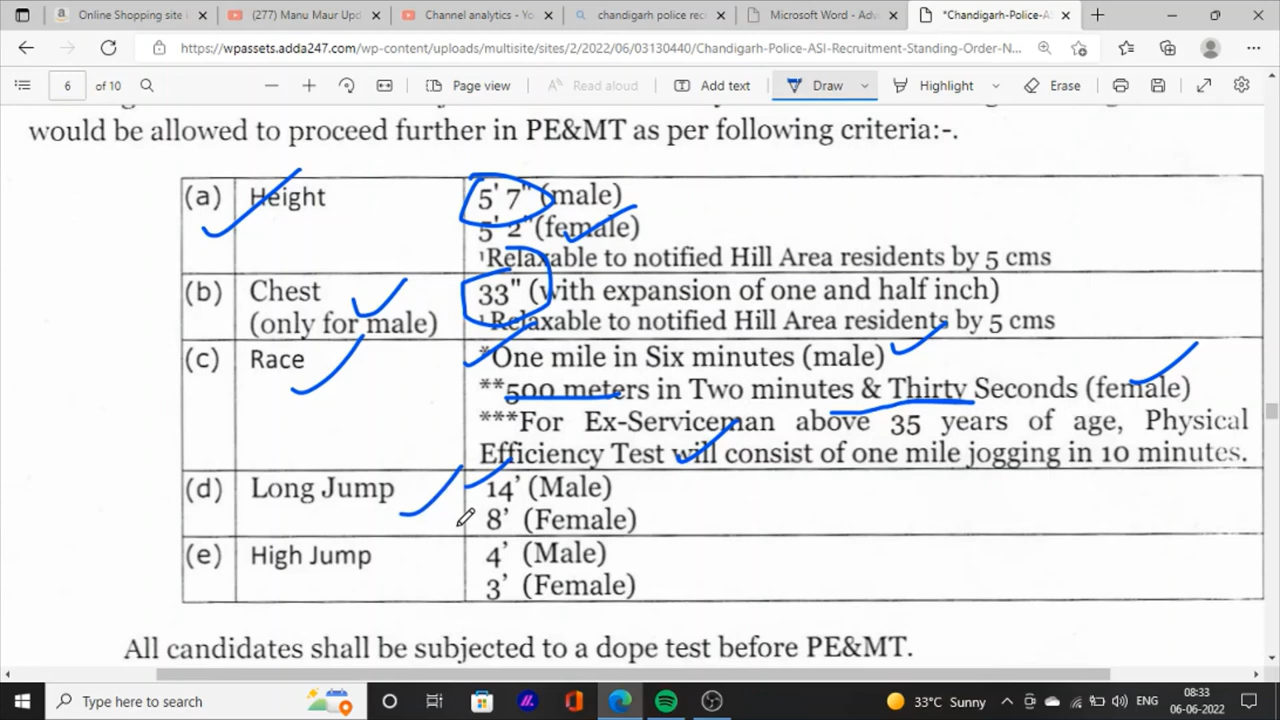 Online Shopping site i
(277) Manu Maur Upd
Channel analytics - Yo
chandigarh police rec
Microsoft Word - Adv
*Chandigarh-Police-AS
https://wpassets.adda247.com/wp-content/uploads/multisite/sites/2/2022/06/03130440/Chandigarh-Police-ASI-Recruitment-Standing-Order-N...
6 of 10
Page view
Read aloud
Add text
Draw
Highlight
Erase
would be allowed to proceed further in PE&MT as per following criteria:-.
(a) Height 5' 7" (male)
5' 2" (female)
¹Relaxable to notified Hill Area residents by 5 cms
(b) Chest 33" (with expansion of one and half inch)
(only for male) ¹Relaxable to notified Hill Area residents by 5 cms
(c) Race *One mile in Six minutes (male)
**500 meters in Two minutes & Thirty Seconds (female)
***For Ex-Serviceman above 35 years of age, Physical
Efficiency Test will consist of one mile jogging in 10 minutes.
(d) Long Jump 14' (Male)
8' (Female)
(e) High Jump 4' (Male)
3' (Female)
All candidates shall be subjected to a dope test before PE&MT.
Type here to search
33°C Sunny
ENG
08:33
06-06-2022